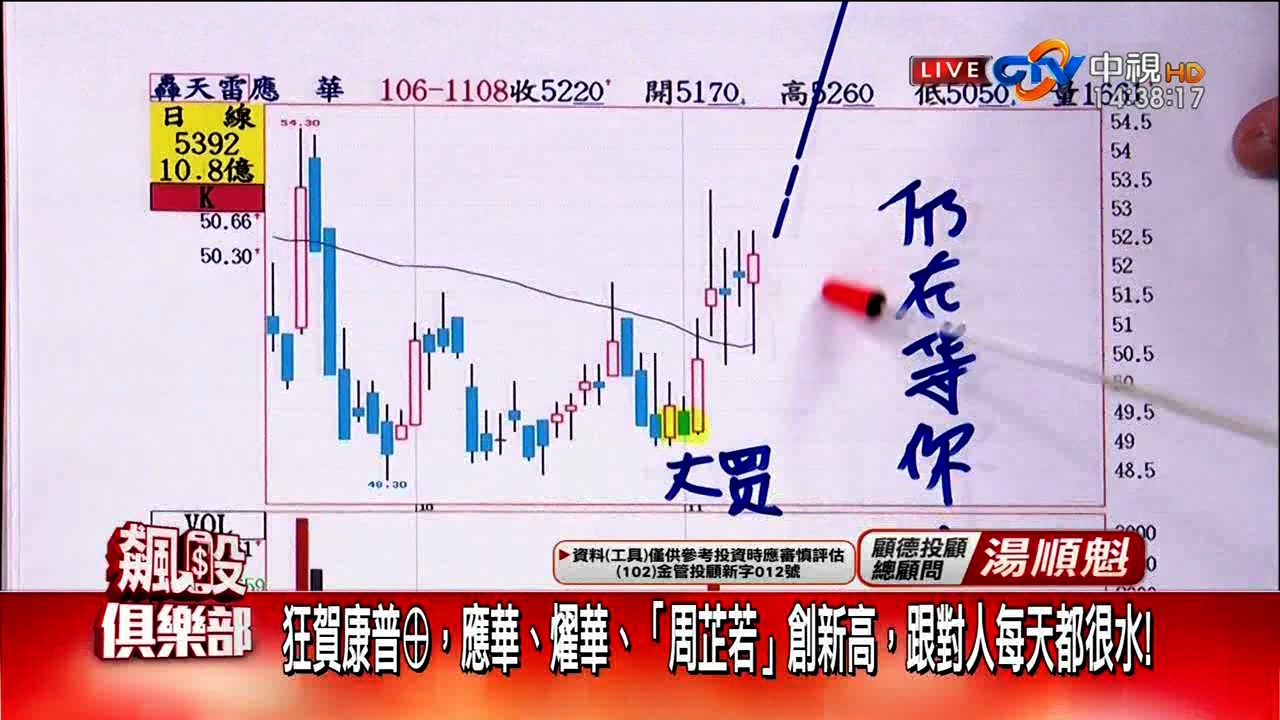 LIVE CTV 中視HD
14:38:17
轟天雷應 華 106-1108收5220↑ 開5170↓ 高5260 低5050↓
日 線
5392
10.8億
K
50.66↑
50.30↑
54.30
48.30
54.5
54
53.5
53
52.5
52
51.5
51
50.5
50
49.5
49
48.5
10
11
仍在等你
大買
VOL
飆股
俱樂部
▶資料(工具)僅供參考投資時應審慎評估
(102)金管投顧新字012號
顧德投顧
總顧問
湯順魁
狂賀康普㊉,應華、燿華、「周芷若」創新高,跟對人每天都很水!